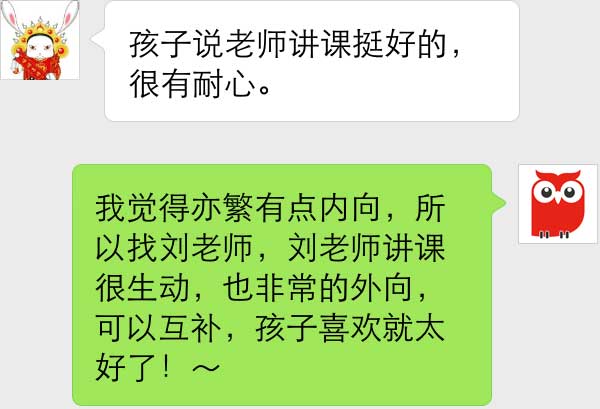 孩子说老师讲课挺好的，
很有耐心。
我觉得亦繁有点内向，所
以找刘老师，刘老师讲课
很生动，也非常的外向，
可以互补，孩子喜欢就太
好了！～